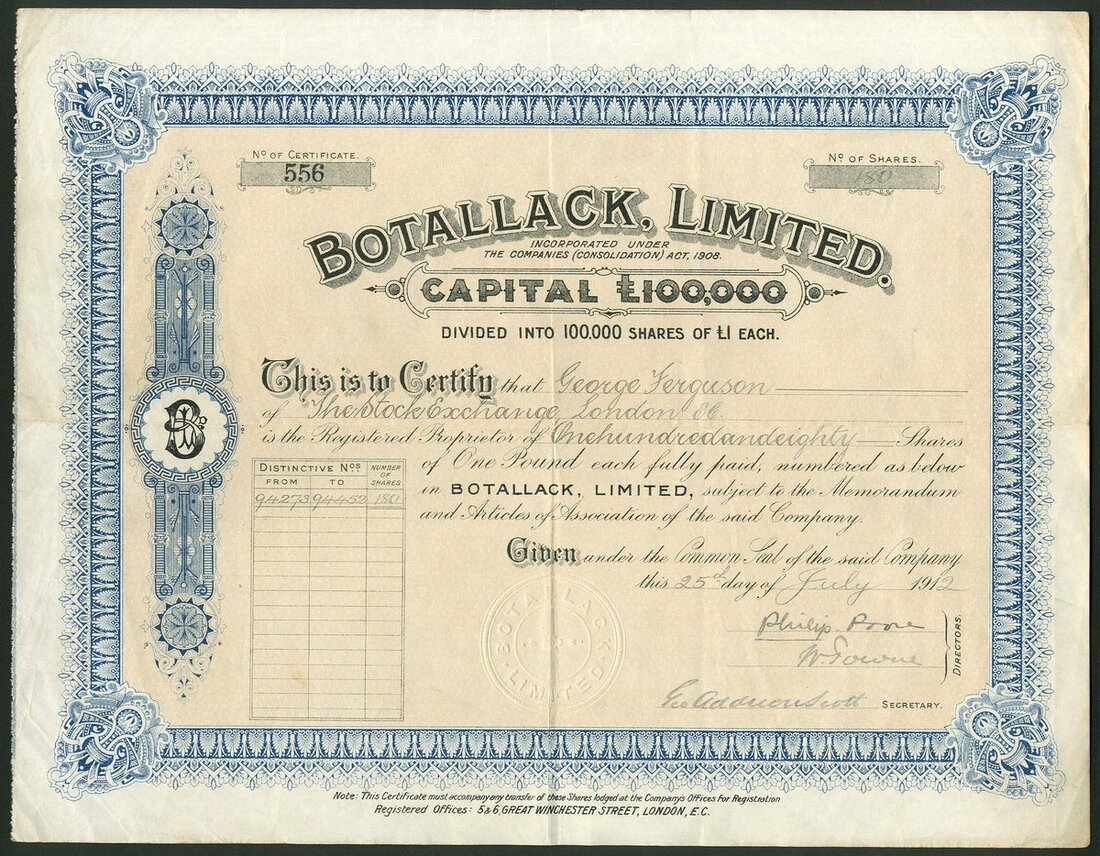 Nº OF CERTIFICATE.
556
Nº OF SHARES.
180
BOTALLACK, LIMITED.
INCORPORATED UNDER
THE COMPANIES (CONSOLIDATION) ACT, 1908.
CAPITAL £100,000
DIVIDED INTO 100,000 SHARES OF £1 EACH.
This is to Certify that George Ferguson
of The Stock Exchange, London EC
is the Registered Proprietor of Onehundredandeighty Shares
of One Pound each fully paid, numbered as below
in BOTALLACK, LIMITED, subject to the Memorandum
and Articles of Association of the said Company.
DISTINCTIVE NOS
NUMBER OF SHARES
FROM TO
94273 94452 180
Given under the Common Seal of the said Company
this 25th day of July 1912
BOTALLACK LIMITED
Philip
W.
DIRECTORS.
Scott SECRETARY.
Note: This Certificate must accompany any transfer of these Shares lodged at the Company's Offices for Registration
Registered Offices: 5 & 6, GREAT WINCHESTER STREET, LONDON, E.C.